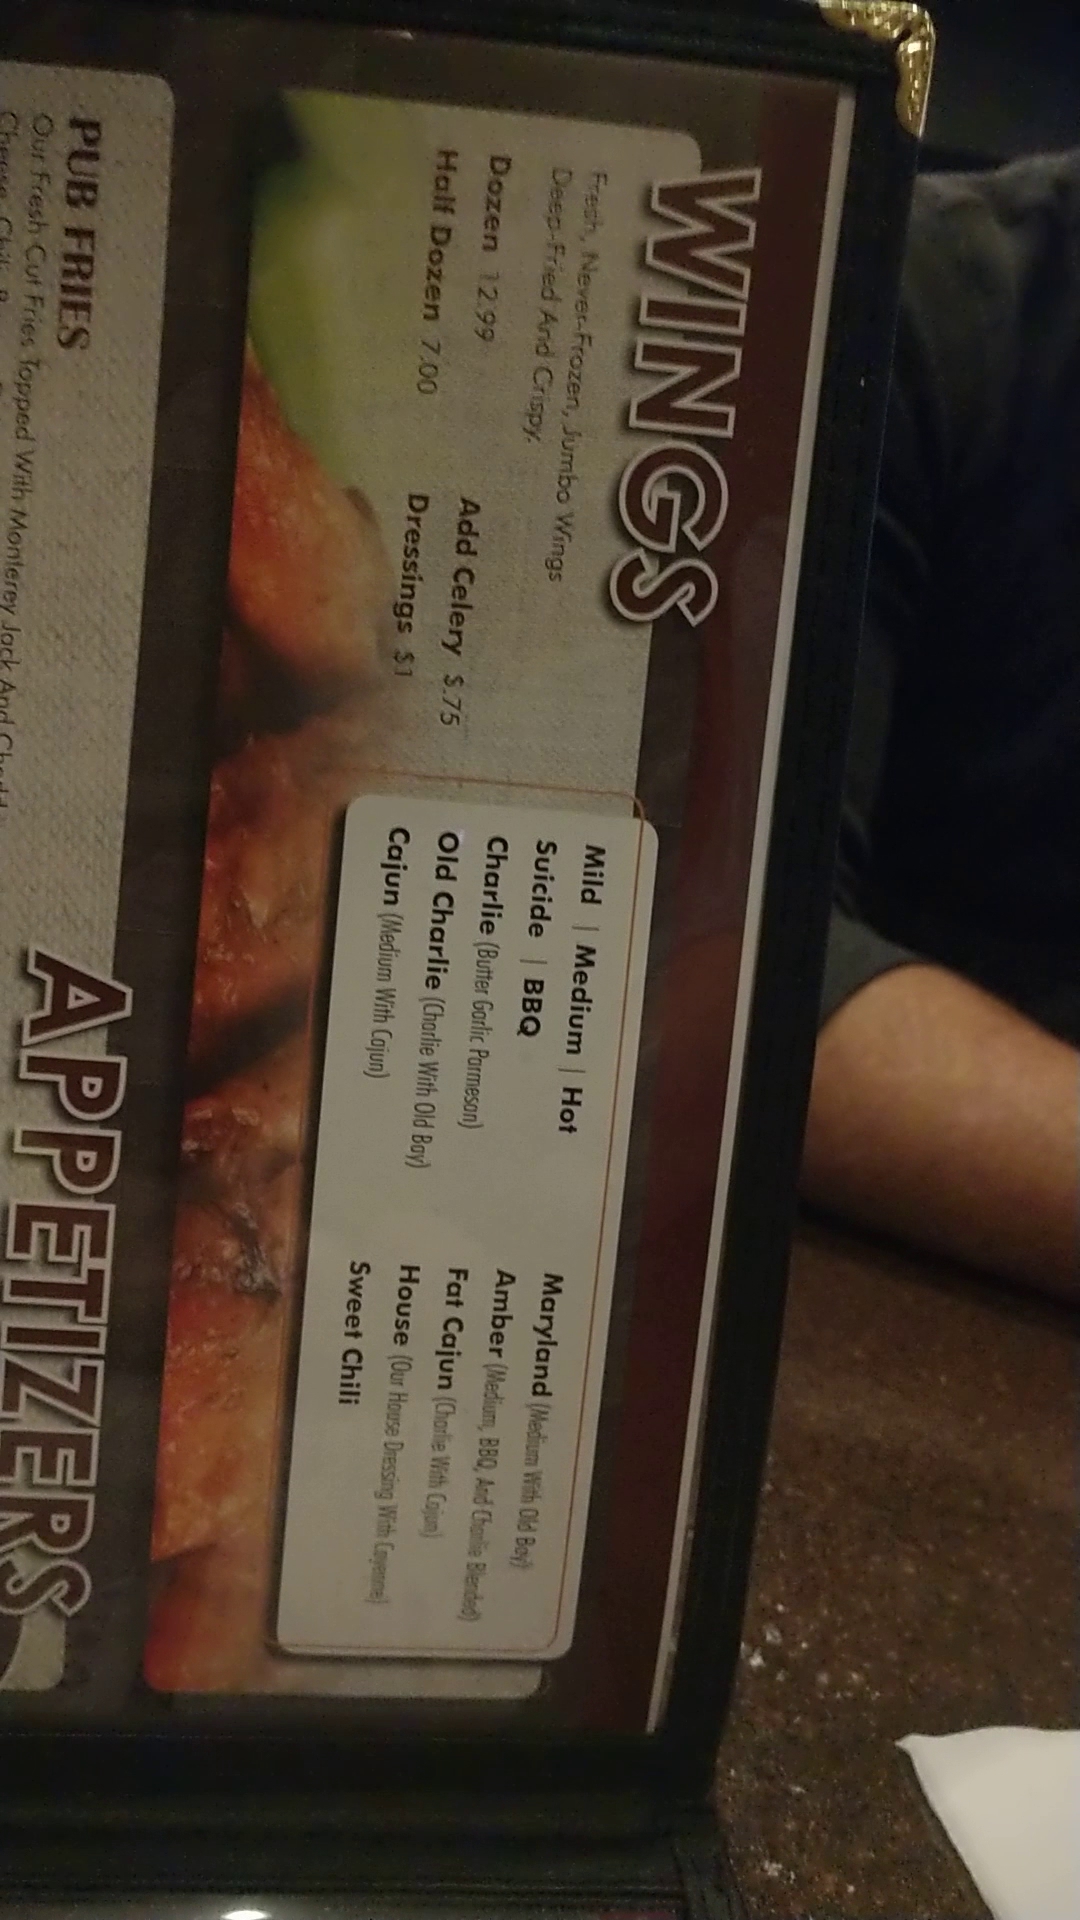 WINGS
Fresh, Never-Frozen, Jumbo Wings
Deep-Fried And Crispy.
Dozen 12.99
Half Dozen 7.00
Add Celery $.75
Dressings $1
Mild | Medium | Hot
Suicide | BBQ
Charlie (Butter Garlic Parmesan)
Old Charlie (Charlie With Old Bay)
Cajun (Medium With Cajun)
Maryland (Medium With Old Bay)
Amber (Medium, BBQ, And Charlie Blended)
Fat Cajun (Charlie With Cajun)
House (Our House Dressing With Cayenne)
Sweet Chili
APPETIZERS
PUB FRIES
Our Fresh Cut Fries Topped With Monterey Jack And